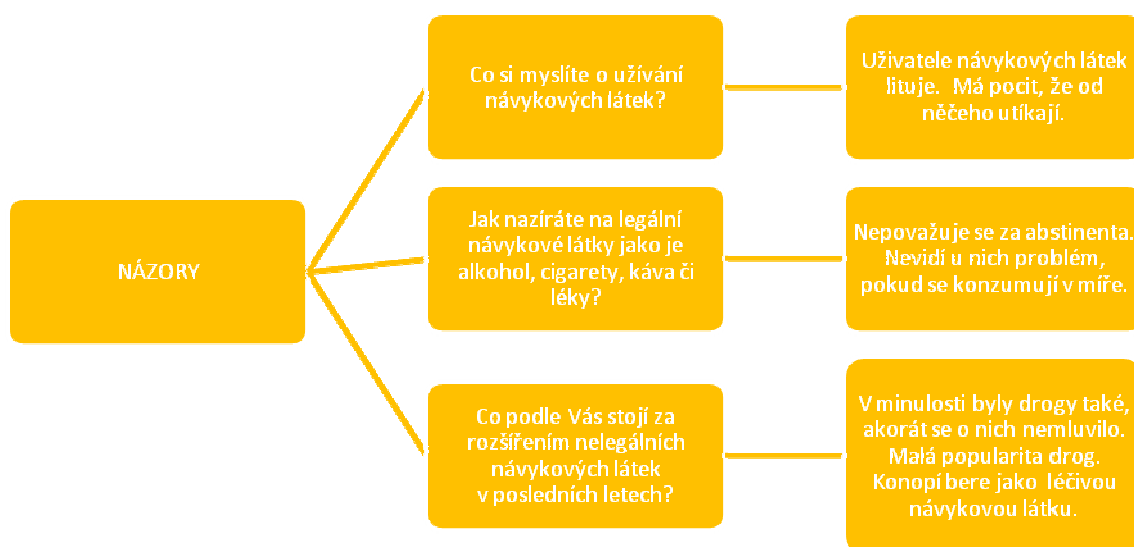 NÁZORY
Co si myslíte o užívání
návykových látek?
Uživatele návykových látek
lituje.  Má pocit, že od
něčeho utíkají.
Jak nazíráte na legální
návykové látky jako je
alkohol, cigarety, káva či
léky?
Nepovažuje se za abstinenta.
Nevidí u nich problém,
pokud se konzumují v míře.
Co podle Vás stojí za
rozšířením nelegálních
návykových látek
v posledních letech?
V minulosti byly drogy také,
akorát se o nich nemluvilo.
Malá popularita drog.
Konopí bere jako  léčivou
návykovou látku.